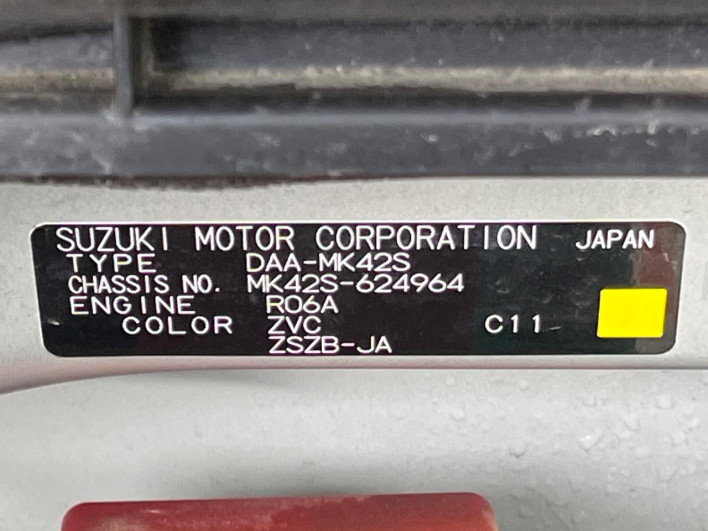 SUZUKI MOTOR CORPORATION JAPAN
TYPE DAA-MK42S
CHASSIS NO. MK42S-624964
ENGINE R06A
COLOR ZVC C11
ZSZB-JA